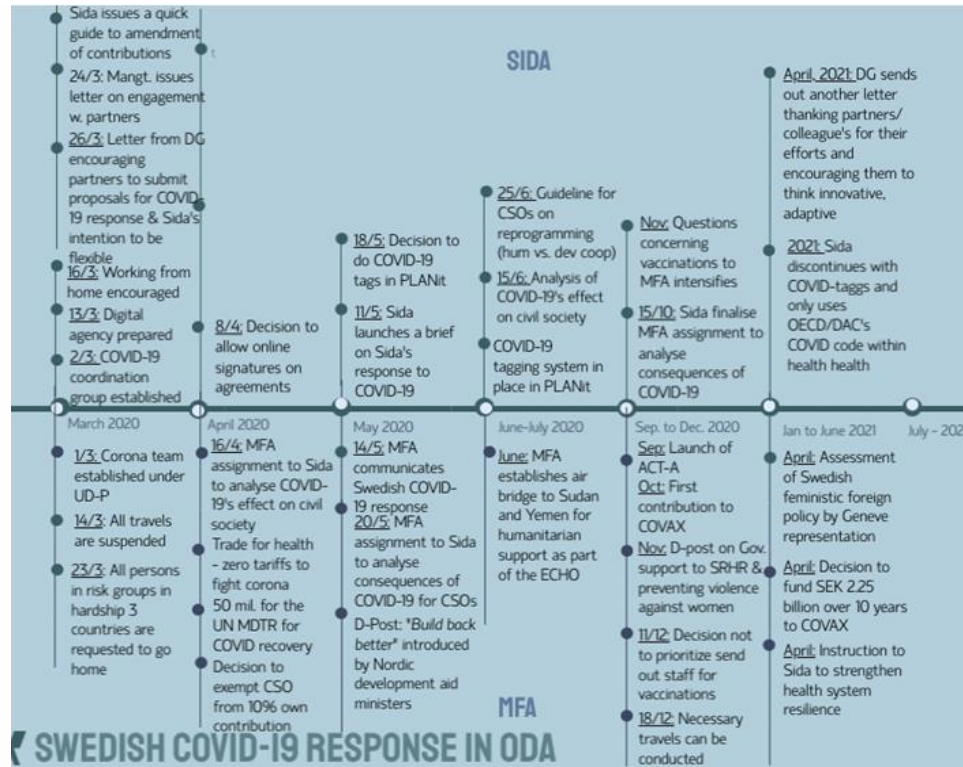 Sida issues a quick
guide to amendment
of contributions
24/3: Mangt. issues
letter on engagement
w. partners
26/3: Letter from DG
encouraging
partners to submit
proposals for COVID-
19 response & Sida's
intention to be
flexible
16/3: Working from
home encouraged
13/3: Digital
agency prepared
2/3: COVID-19
coordination
group established
t
8/4: Decision to
allow online
signatures on
agreements
SIDA
18/5: Decision to
do COVID-19
tags in PLANit
11/5: Sida
launches a brief
on Sida's
response to
COVID-19
25/6: Guideline for
CSOs on
reprogramming
(hum vs. dev coop)
15/6: Analysis of
COVID-19's effect
on civil society
COVID-19
tagging system in
place in PLANit
Nov: Questions
concerning
vaccinations to
MFA intensifies
15/10: Sida finalise
MFA assignment to
analyse
consequences of
COVID-19
April, 2021: DG sends
out another letter
thanking partners/
colleague's for their
efforts and
encouraging them to
think innovative,
adaptive
2021: Sida
discontinues with
COVID-taggs and
only uses
OECD/DAC's
COVID code within
health health
March 2020
April 2020
May 2020
June-July 2020
Sep. to Dec. 2020
Jan to June 2021
July - 202
1/3: Corona team
established under
UD-P
14/3: All travels
are suspended
23/3: All persons
in risk groups in
hardship 3
countries are
requested to go
home
16/4: MFA
assignment to Sida
to analyse COVID-
19's effect on civil
society
Trade for health
- zero tariffs to
fight corona
50 mil. for the
UN MDTR for
COVID recovery
Decision to
exempt CSO
from 10% own
contribution
14/5: MFA
communicates
Swedish COVID-
19 response
20/5: MFA
assignment to Sida
to analyse
consequences of
COVID-19 for CSOs
D-Post: "Build back
better" introduced
by Nordic
development aid
ministers
June: MFA
establishes air
bridge to Sudan
and Yemen for
humanitarian
support as part
of the ECHO
MFA
Sep: Launch of
ACT-A
Oct: First
contribution to
COVAX
Nov: D-post on Gov.
support to SRHR &
preventing violence
against women
11/12: Decision not
to prioritize send
out staff for
vaccinations
18/12: Necessary
travels can be
conducted
April: Assessment
of Swedish
feministic foreign
policy by Geneve
representation
April: Decision to
fund SEK 2.25
billion over 10 years
to COVAX
April: Instruction to
Sida to strengthen
health system
resilience
SWEDISH COVID-19 RESPONSE IN ODA